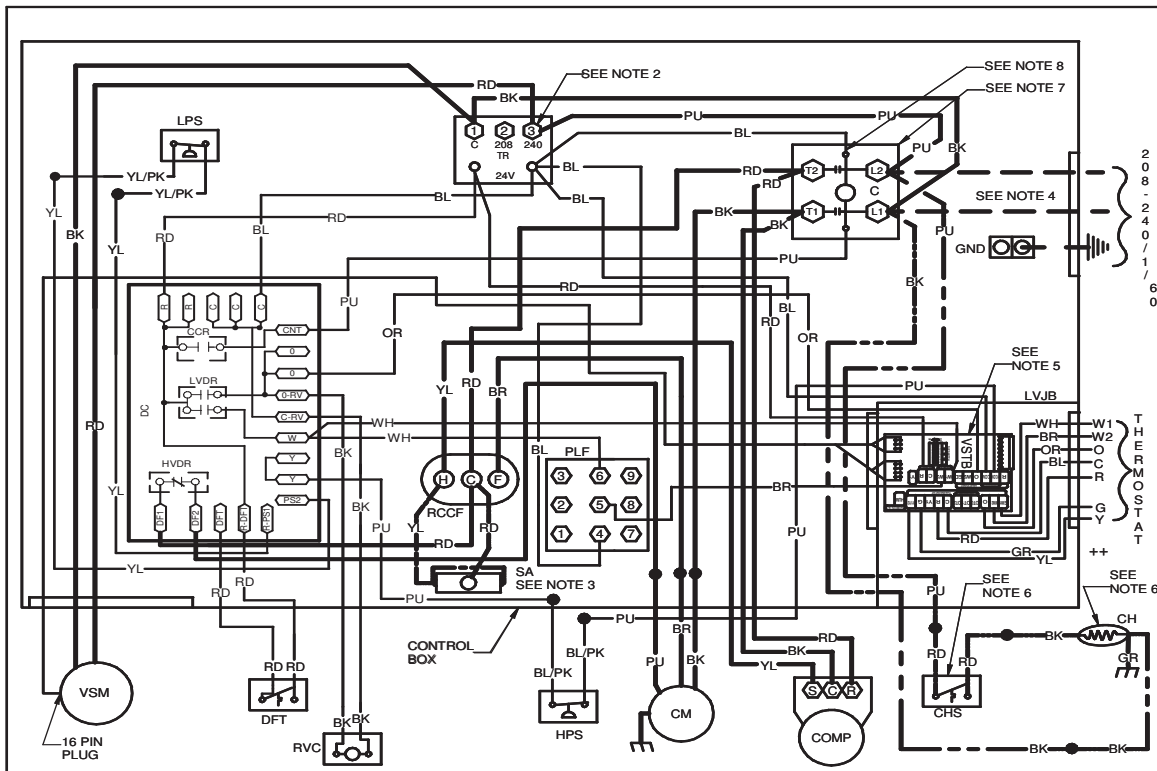 SEE NOTE 2
SEE NOTE 8
SEE NOTE 7
RD
BK
PU
BL
LPS
1
2
3
C
208
240
TR
24V
YL/PK
YL/PK
YL
BK
YL
RD
BL
RD
BL
BL
BL
PU
BK
RD
RD
T2
L2
C
T1
L1
BK
BK
PU
SEE NOTE 4
GND
208-240/1/60
PU
RD
BK
BL
RD
OR
PU
OR
R
R
C
C
C
CCR
CNT
0
0
LVDR
0-RV
C-RV
W
Y
Y
PS2
DC
HVDR
DF1
DF2
DFT
R-DFT
R-PS1
RD
YL
WH
WH
BK
BK
PU
YL
RD
BR
H
C
F
RCCF
YL
RD
RD
BL
PLF
3
6
9
2
5
8
1
4
7
BR
SA
SEE NOTE 3
SEE
NOTE 5
PU
LVJB
VSTB
WH
W1
BR
W2
OR
O
BL
C
R
RD
G
GR
Y
YL
THERMOSTAT
++
YL
RD
RD
PU
PU
CONTROL
BOX
BL/PK
BL/PK
HPS
RD
RD
DFT
VSM
16 PIN
PLUG
BK
BK
RVC
PU
BR
BK
CM
RD
BK
YL
S
C
R
COMP
PU
SEE
NOTE 6
SEE
NOTE 6
CH
BK
GR
RD
RD
CHS
BK
BK